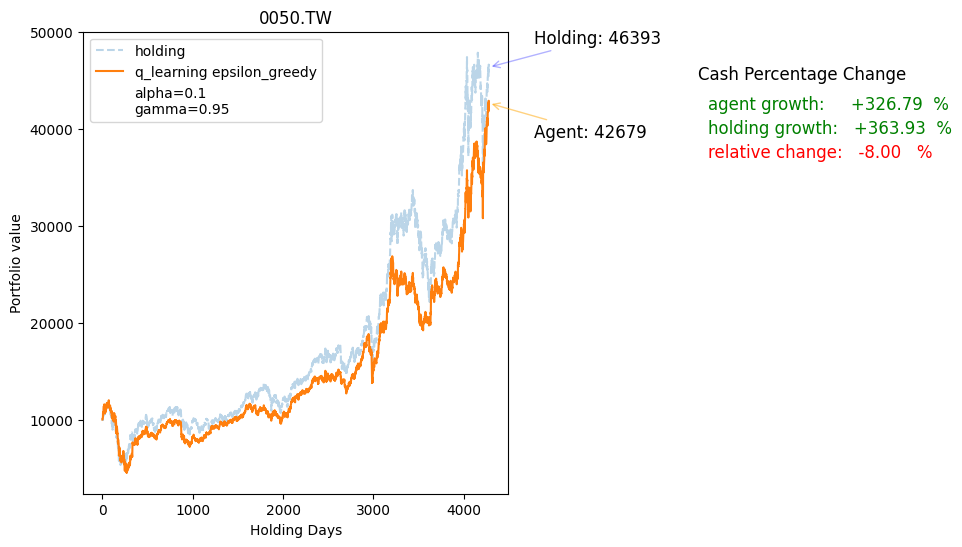 0050.TW
50000
40000
30000
20000
10000
Portfolio value
0
1000
2000
3000
4000
Holding Days
holding
q_learning epsilon_greedy
alpha=0.1
gamma=0.95
Holding: 46393
Agent: 42679
Cash Percentage Change
agent growth: +326.79 %
holding growth: +363.93 %
relative change: -8.00 %